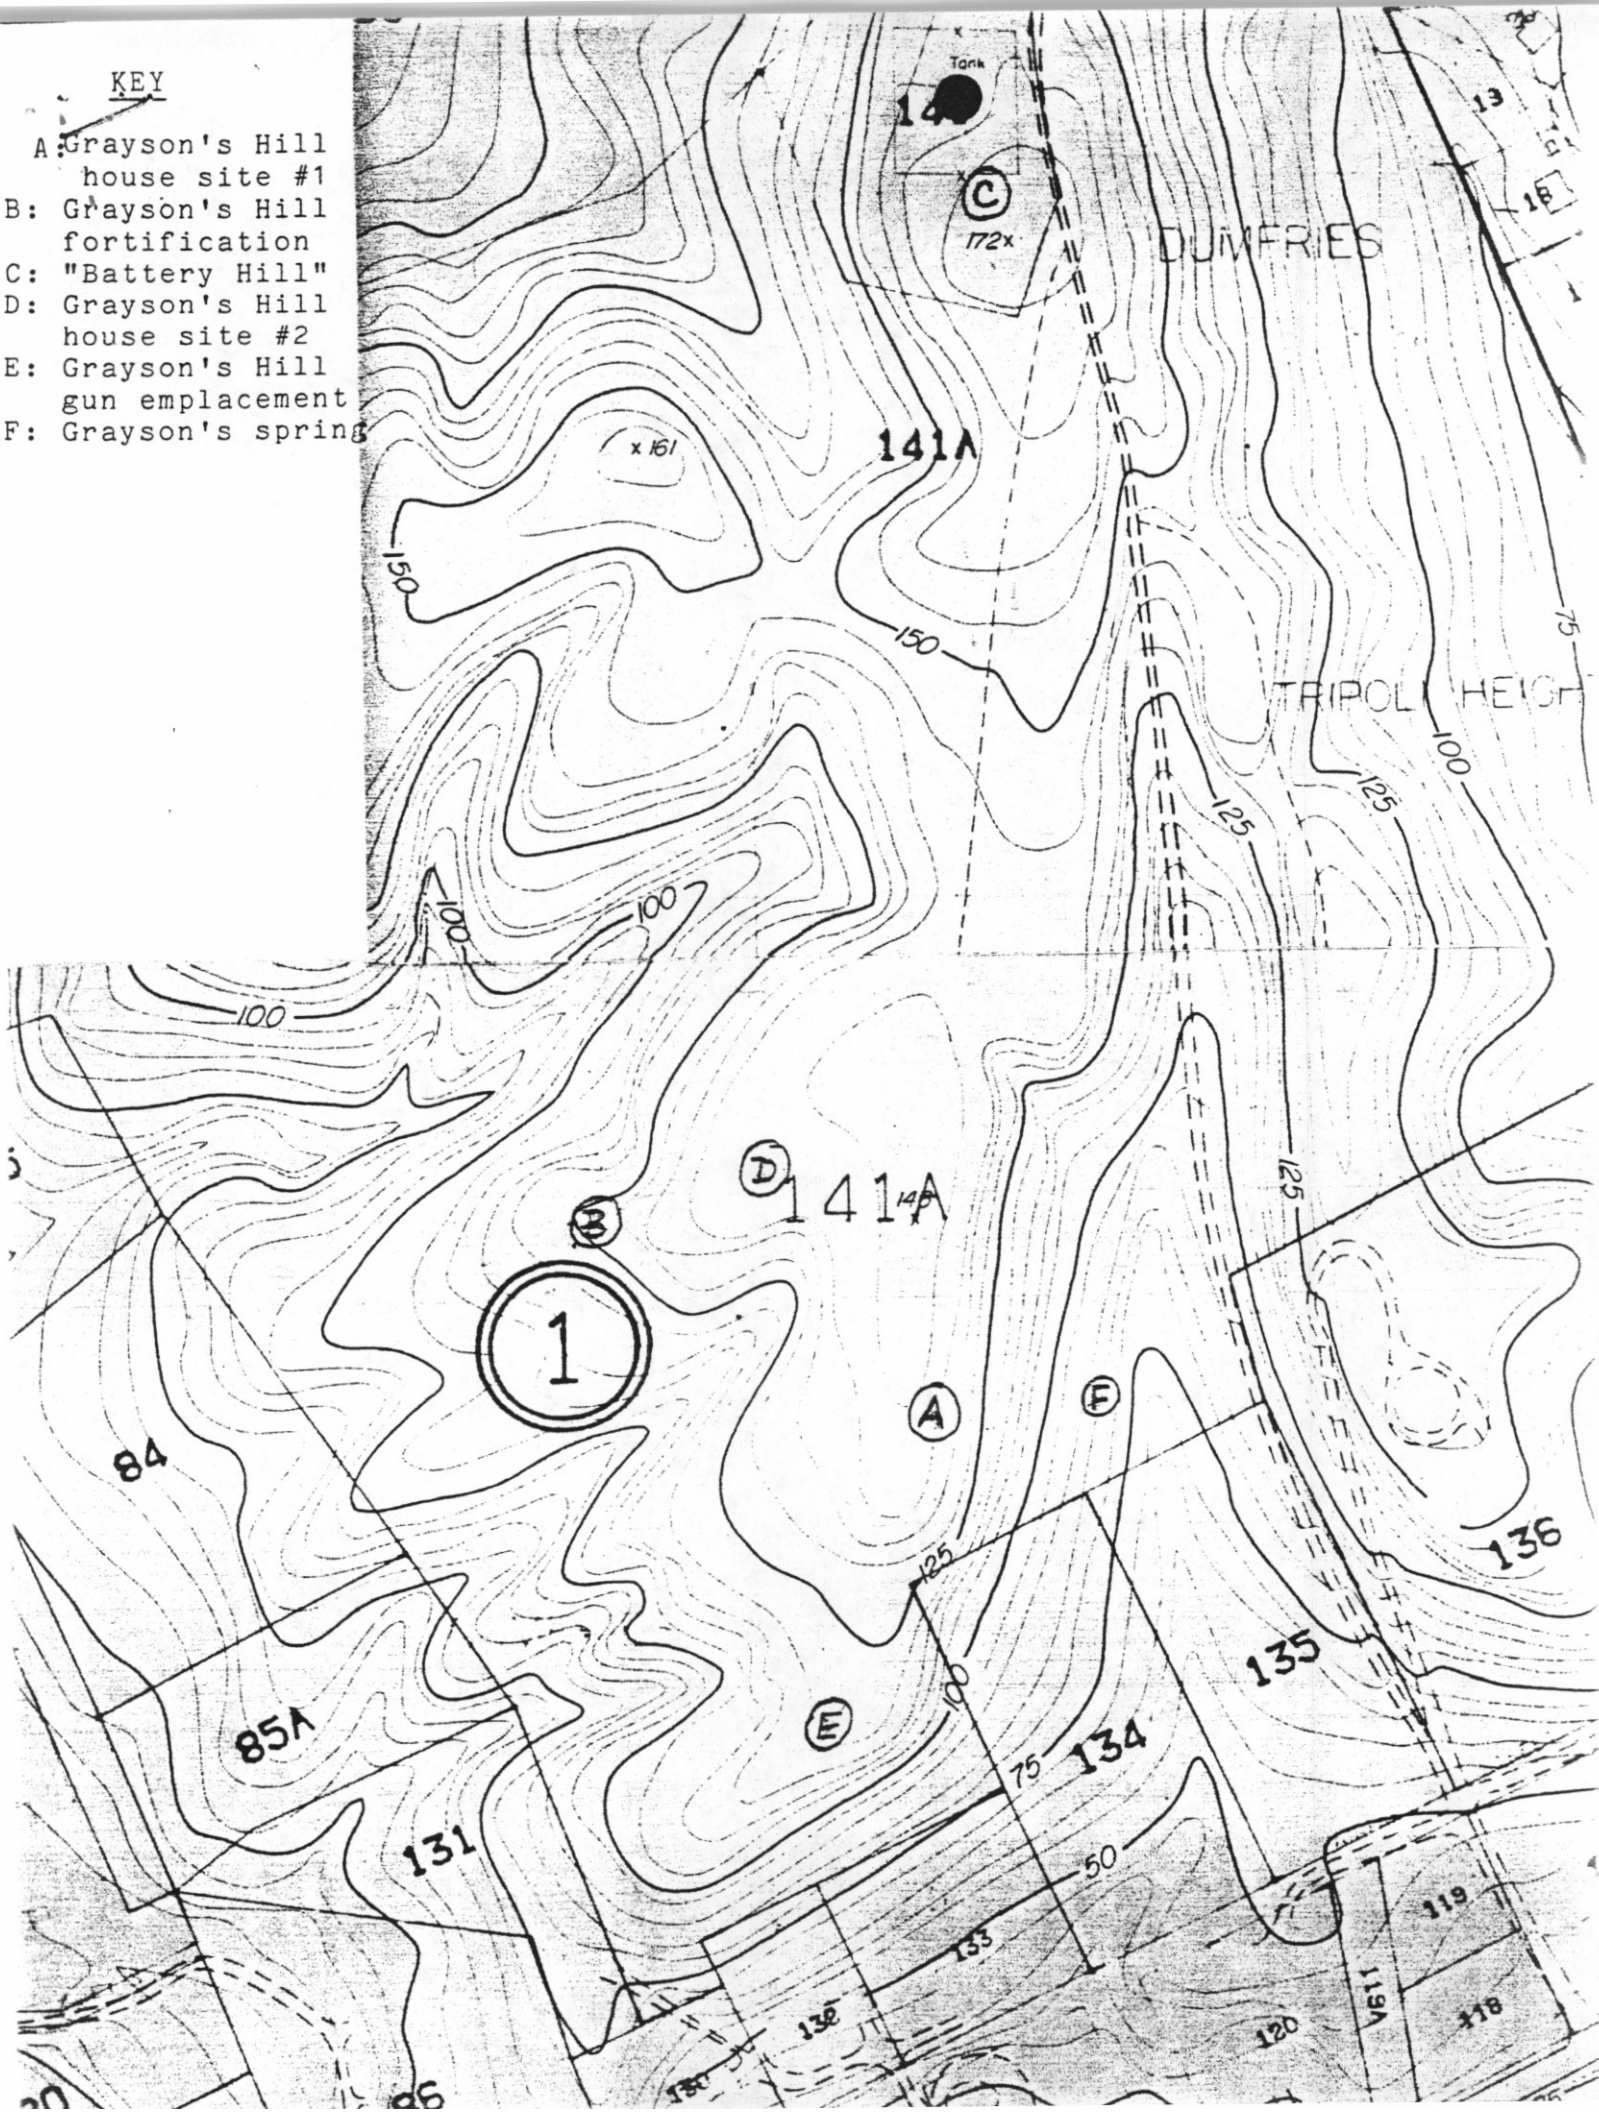 KEY
A: Grayson's Hill
house site #1
B: Grayson's Hill
fortification
C: "Battery Hill"
D: Grayson's Hill
house site #2
E: Grayson's Hill
gun emplacement
F: Grayson's spring
Tank
C
172x
DUMFRIES
13
x 161
141A
150
150
75
TRIPOLI HEIGH
100
125
125
100
100
100
D
141A
B
125
1
A
F
84
125
136
135
100
E
85A
134
75
131
50
119
133
119A
118
120
86